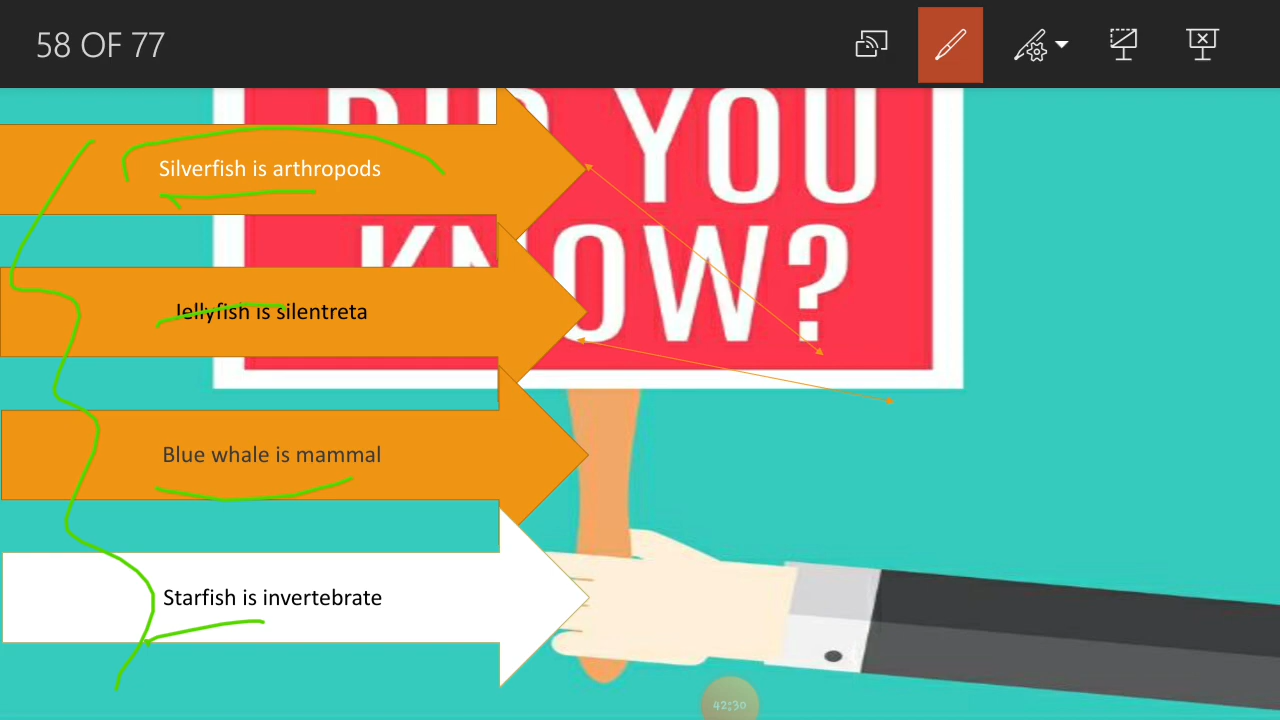 58 OF 77
DID YOU
KNOW?
Silverfish is arthropods
Jellyfish is silentreta
Blue whale is mammal
Starfish is invertebrate
42:30